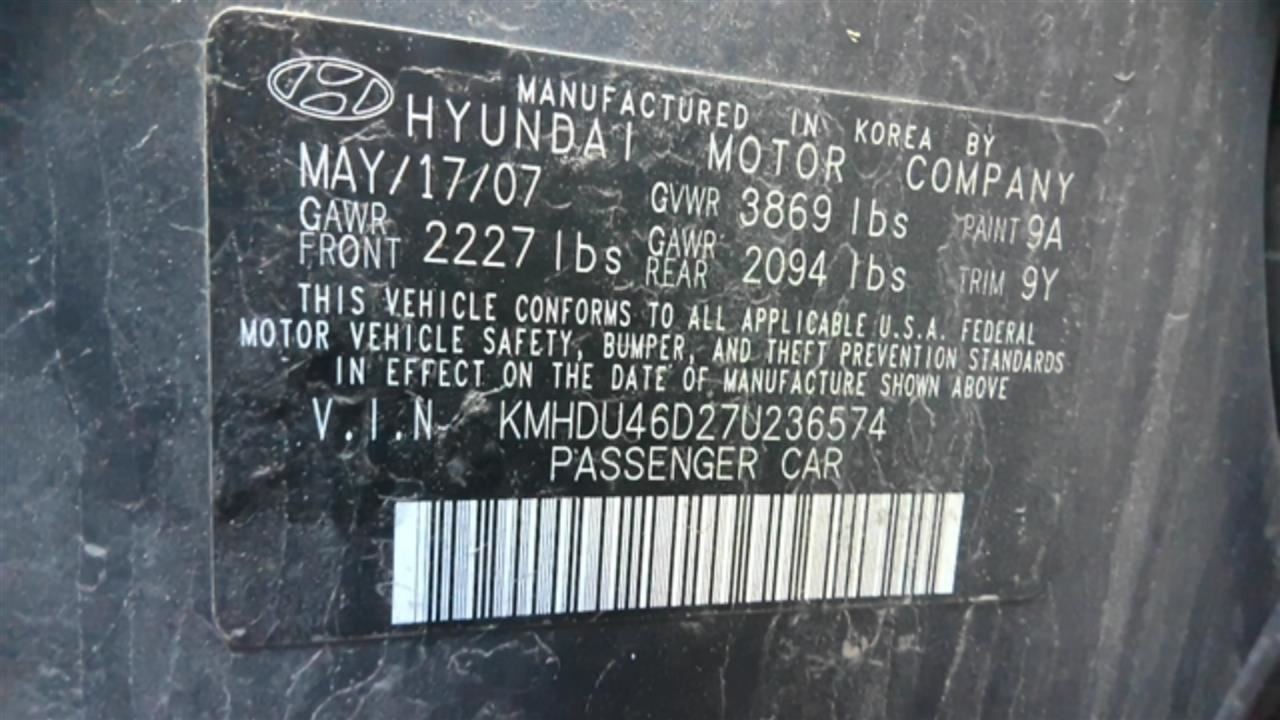 MANUFACTURED IN KOREA BY
HYUNDAI MOTOR COMPANY
MAY/17/07 GVWR 3869 lbs PAINT 9A
GAWR FRONT 2227 lbs GAWR REAR 2094 lbs TRIM 9Y
THIS VEHICLE CONFORMS TO ALL APPLICABLE U.S.A. FEDERAL
MOTOR VEHICLE SAFETY, BUMPER, AND THEFT PREVENTION STANDARDS
IN EFFECT ON THE DATE OF MANUFACTURE SHOWN ABOVE
V.I.N KMHDU46D27U236574
PASSENGER CAR